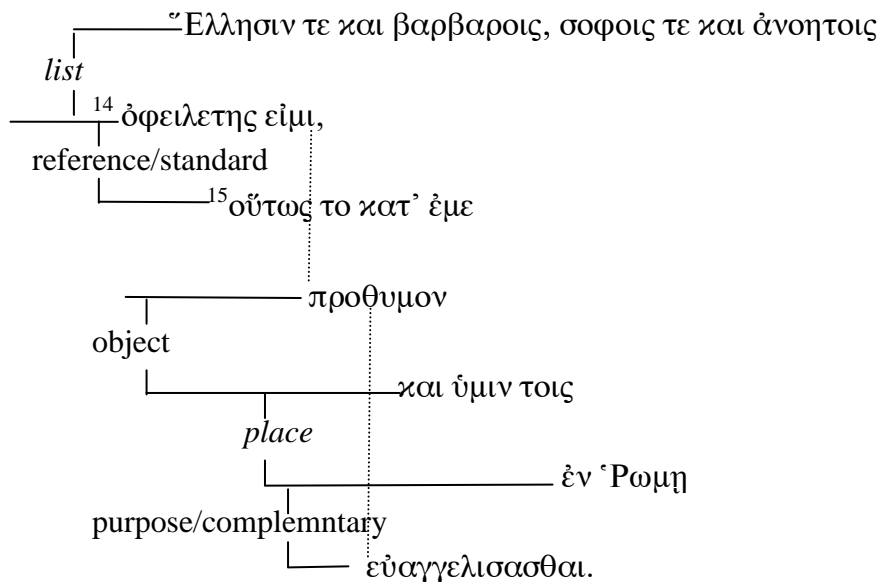 ῞Ελλησιν τε και βαρβαροις, σοφοις τε και ἀνοητοις
list
14 ὀφειλετης εἰμι,
reference/standard
15 οὕτως το κατ’ ἐμε
προθυμον
object
και ὑμιν τοις
place
ἐν Ῥωμῃ
purpose/complemntary
εὐαγγελισασθαι.